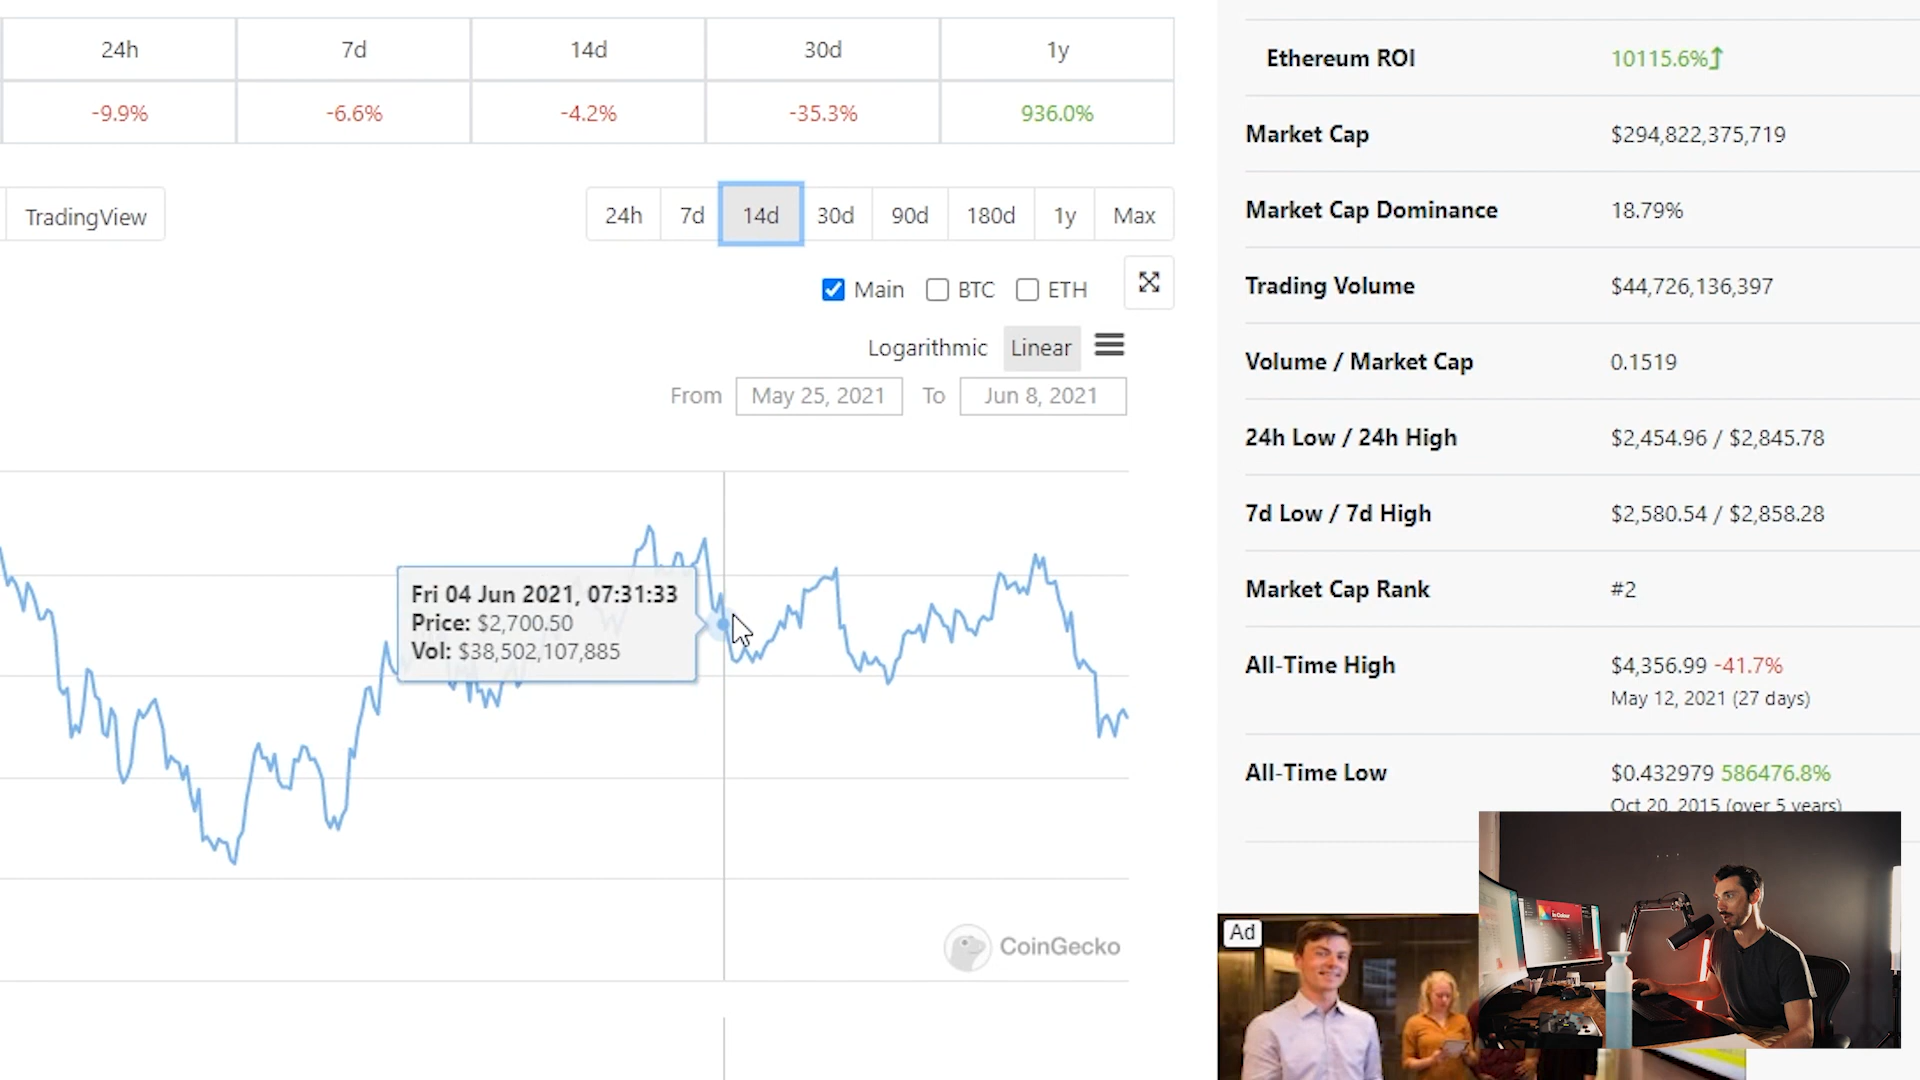 24h 7d 14d 30d 1y
-9.9% -6.6% -4.2% -35.3% 936.0%
TradingView
24h 7d 14d 30d 90d 180d 1y Max
Main BTC ETH
Logarithmic Linear
From May 25, 2021 To Jun 8, 2021
Fri 04 Jun 2021, 07:31:33
Price: $2,700.50
Vol: $38,502,107,885
CoinGecko
Ethereum ROI 10115.6%
Market Cap $294,822,375,719
Market Cap Dominance 18.79%
Trading Volume $44,726,136,397
Volume / Market Cap 0.1519
24h Low / 24h High $2,454.96 / $2,845.78
7d Low / 7d High $2,580.54 / $2,858.28
Market Cap Rank #2
All-Time High $4,356.99 -41.7%
May 12, 2021 (27 days)
All-Time Low $0.432979 586476.8%
Oct 20, 2015 (over 5 years)
Ad